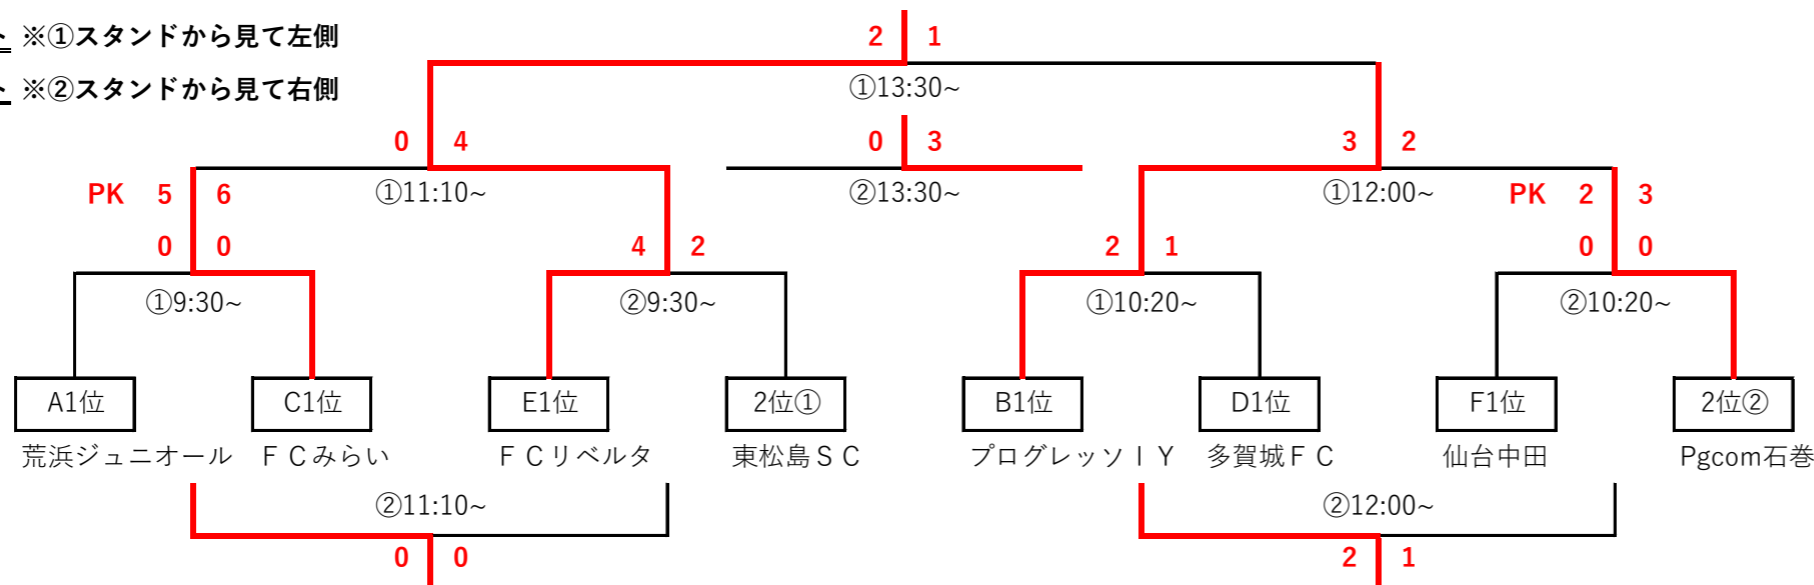 ト ※①スタンドから見て左側
2 1
ト ※②スタンドから見て右側
①13:30~
0 4
0 3
3 2
PK 5 6
①11:10~
②13:30~
①12:00~
PK 2 3
0 0
4 2
2 1
0 0
①9:30~
②9:30~
①10:20~
②10:20~
A1位
C1位
E1位
2位①
B1位
D1位
F1位
2位②
荒浜ジュニオール
ＦＣみらい
ＦＣリベルタ
東松島ＳＣ
プログレッソＩＹ
多賀城ＦＣ
仙台中田
Pgcom石巻
②11:10~
②12:00~
0 0
2 1